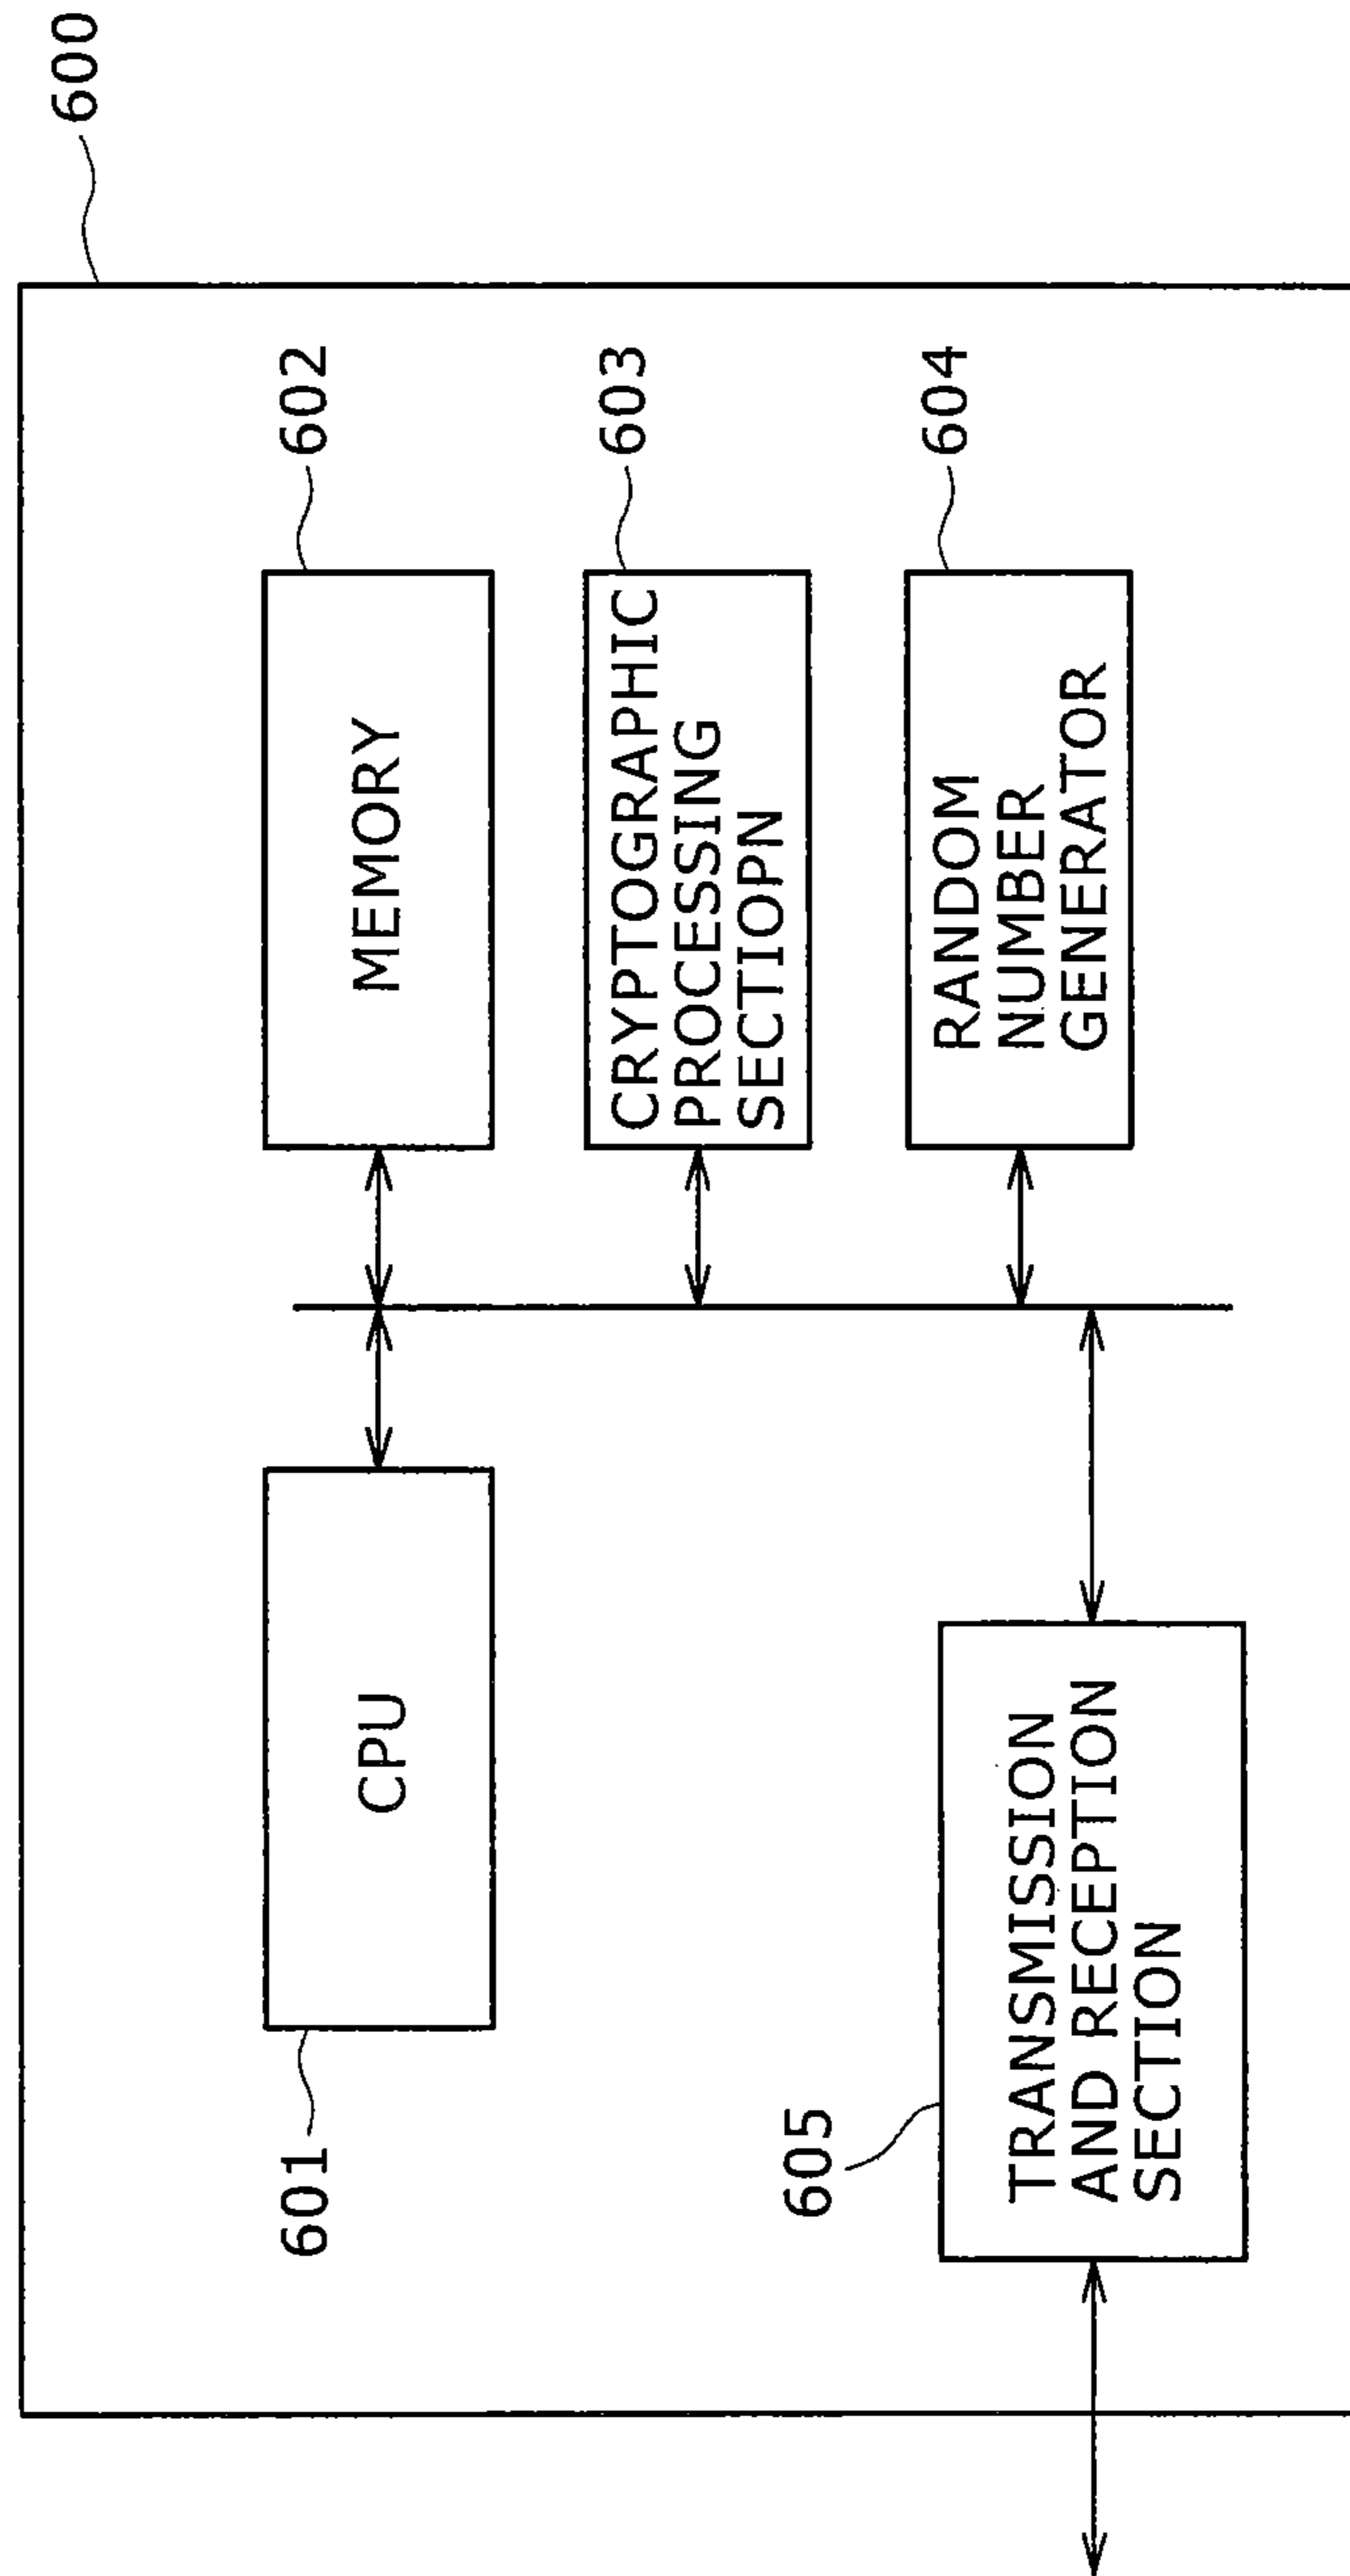 600
601
CPU
602
MEMORY
603
CRYPTOGRAPHIC
PROCESSING
SECTIOPN
604
RANDOM
NUMBER
GENERATOR
605
TRANSMISSION
AND RECEPTION
SECTION